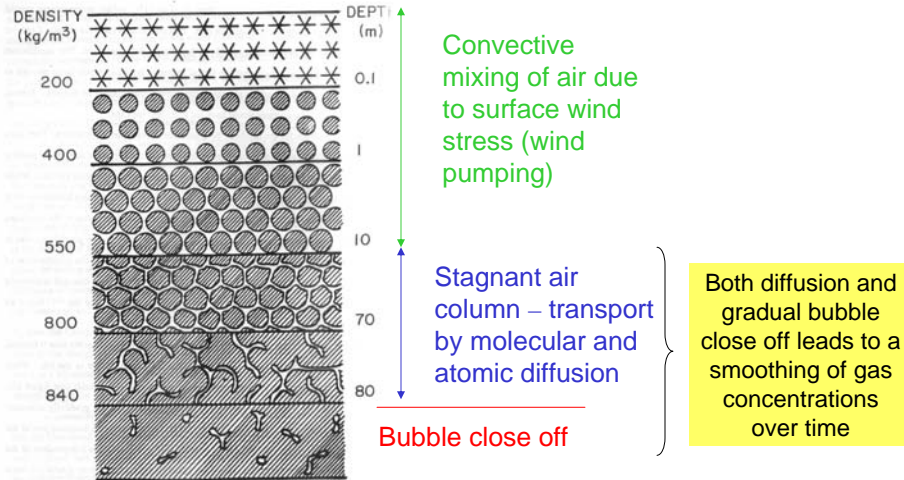 DENSITY
(kg/m³)
200
400
550
800
840
DEPT
(m)
0.1
1
10
70
80
Convective
mixing of air due
to surface wind
stress (wind
pumping)
Stagnant air
column – transport
by molecular and
atomic diffusion
Bubble close off
Both diffusion and
gradual bubble
close off leads to a
smoothing of gas
concentrations
over time